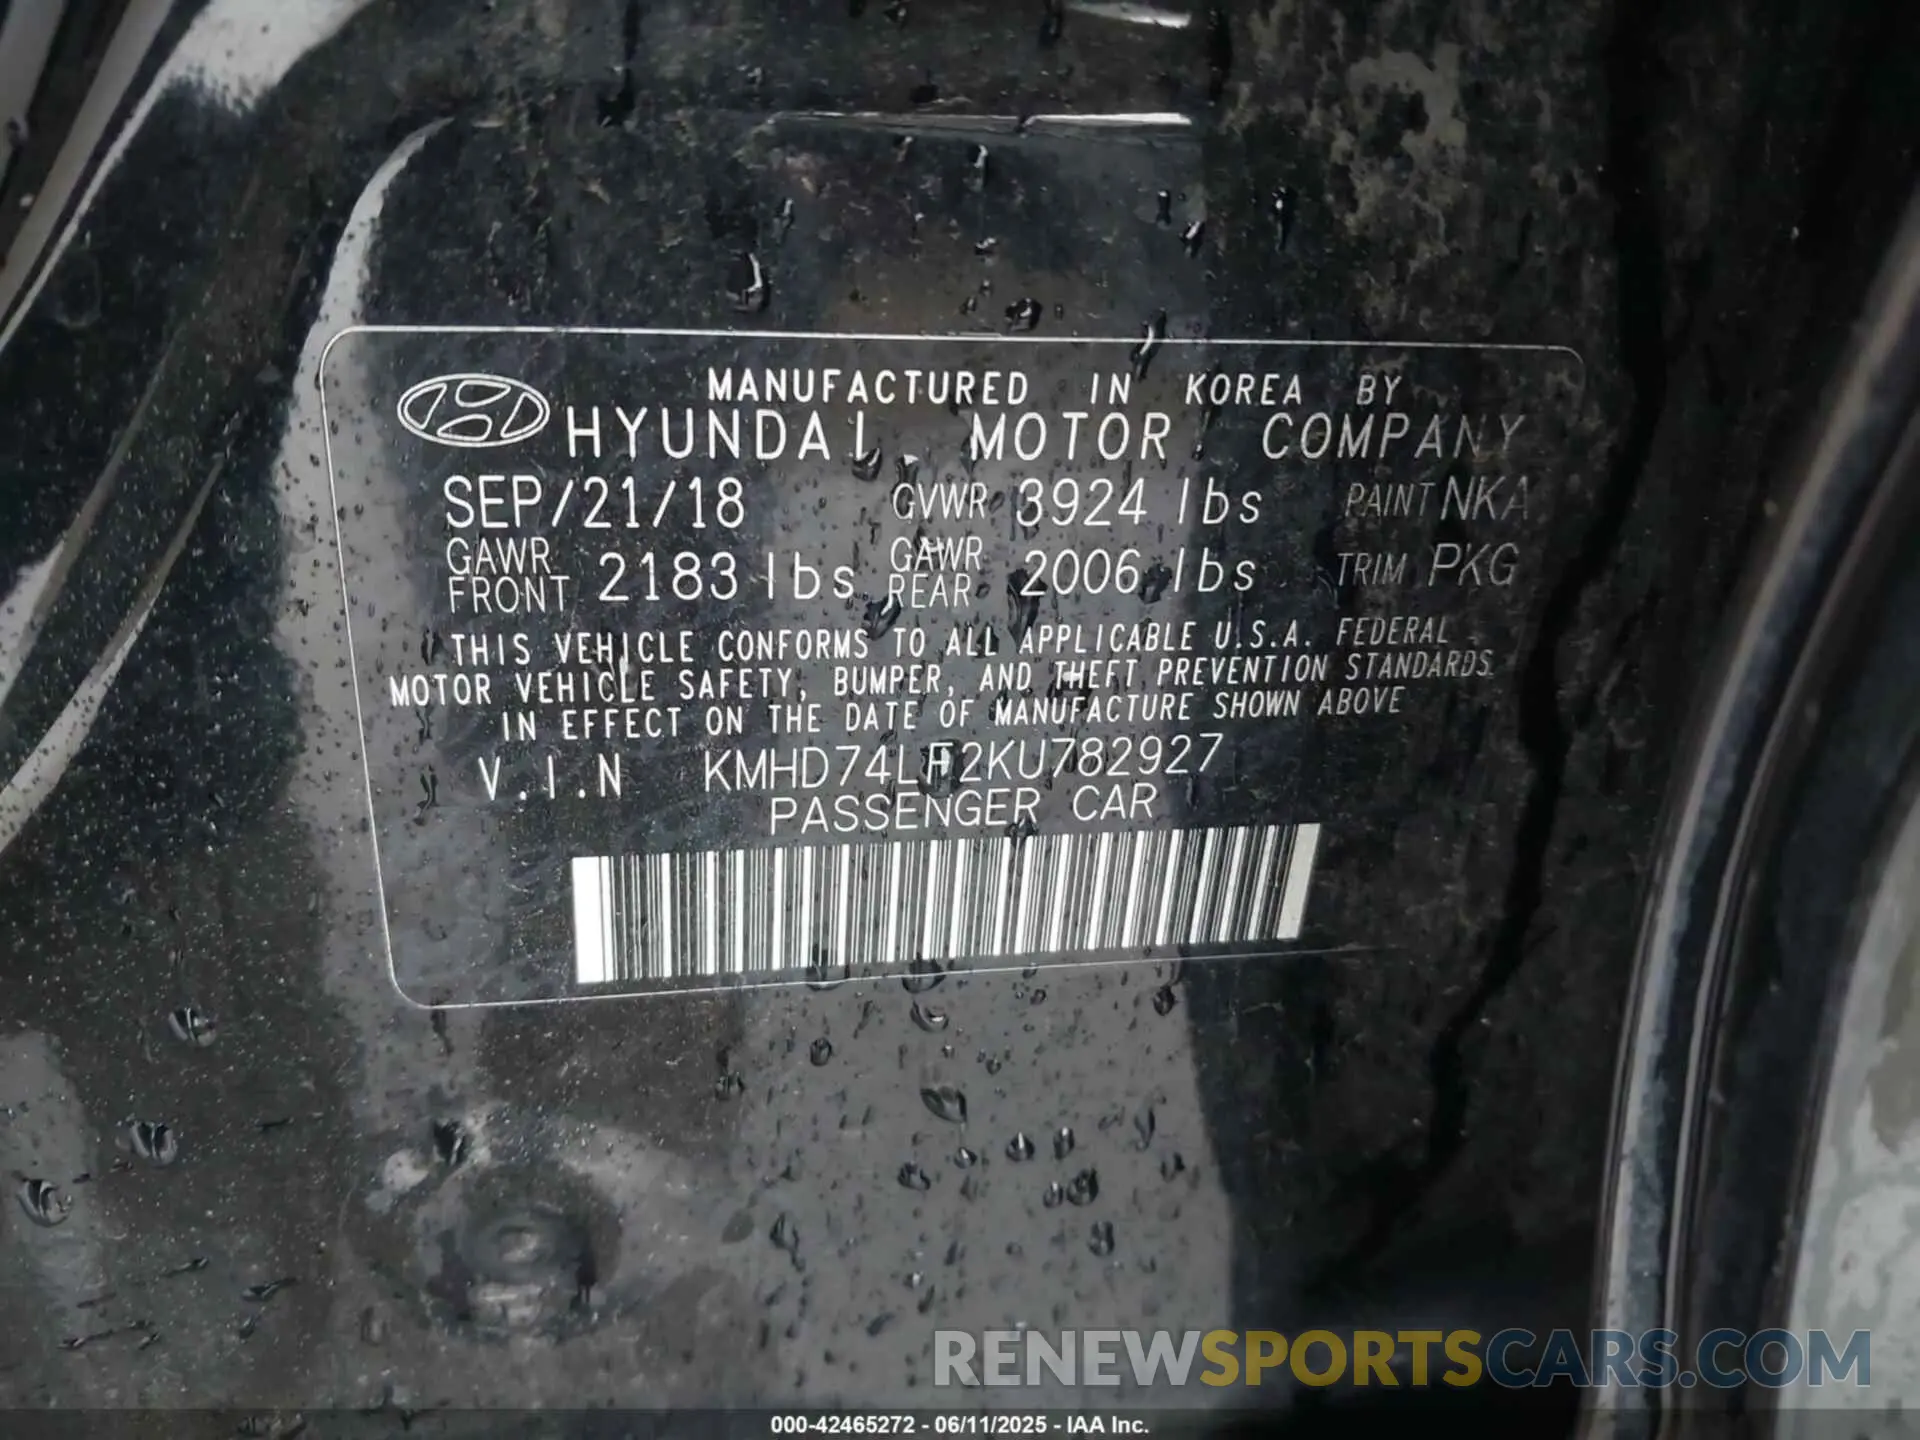 MANUFACTURED IN KOREA BY
HYUNDAI MOTOR COMPANY
SEP/21/18 GVWR 3924 lbs PAINT NKA
GAWR FRONT 2183 lbs GAWR REAR 2006 lbs TRIM PKG
THIS VEHICLE CONFORMS TO ALL APPLICABLE U.S.A. FEDERAL
MOTOR VEHICLE SAFETY, BUMPER, AND THEFT PREVENTION STANDARDS
IN EFFECT ON THE DATE OF MANUFACTURE SHOWN ABOVE
V.I.N KMHD74LF2KU782927
PASSENGER CAR
RENEWSPORTSCARS.COM
000-42465272 - 06/11/2025 - IAA Inc.